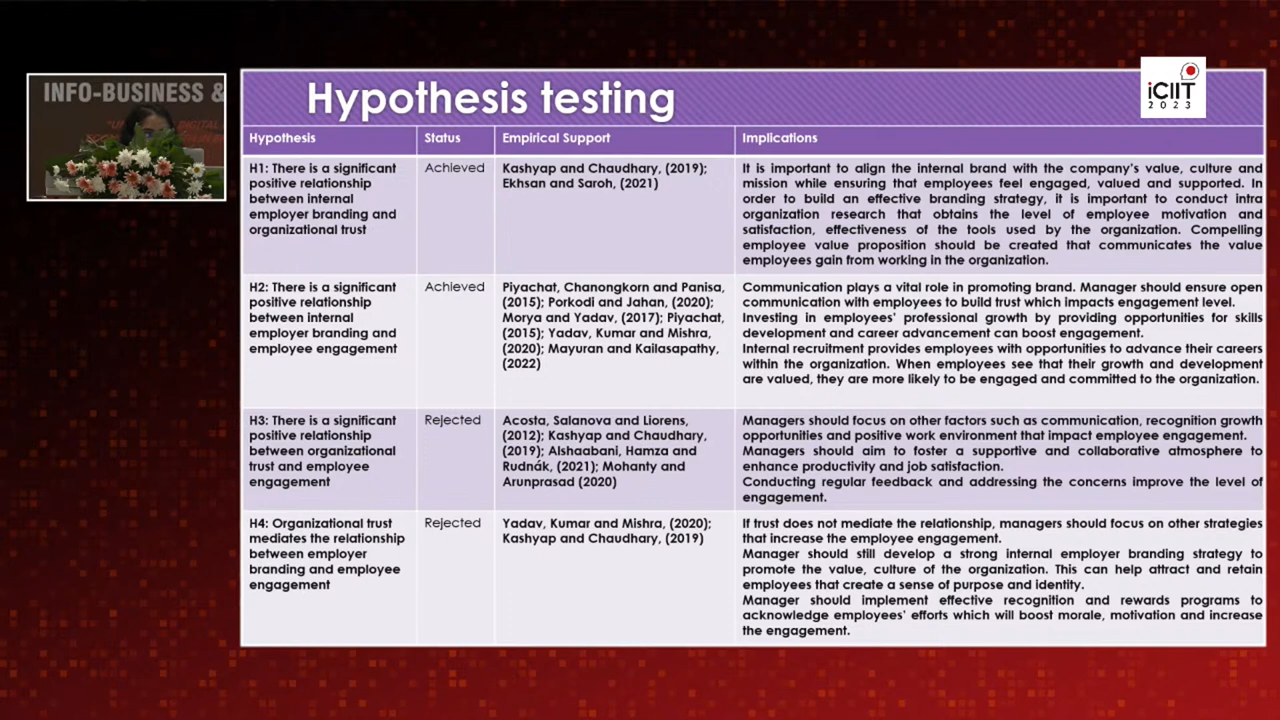 INFO-BUSINESS &
DIGITAL
iCIIT
2023
Hypothesis testing
Hypothesis
Status
Empirical Support
Implications
H1: There is a significant
positive relationship
between internal
employer branding and
organizational trust
Achieved
Kashyap and Chaudhary, (2019);
Ekhsan and Saroh, (2021)
It is important to align the internal brand with the company's value, culture and
mission while ensuring that employees feel engaged, valued and supported. In
order to build an effective branding strategy, it is important to conduct intra
organization research that obtains the level of employee motivation and
satisfaction, effectiveness of the tools used by the organization. Compelling
employee value proposition should be created that communicates the value
employees gain from working in the organization.
H2: There is a significant
positive relationship
between internal
employer branding and
employee engagement
Achieved
Piyachat, Chanongkorn and Panisa,
(2015); Porkodi and Jahan, (2020);
Morya and Yadav, (2017); Piyachat,
(2015); Yadav, Kumar and Mishra,
(2020); Mayuran and Kailasapathy,
(2022)
Communication plays a vital role in promoting brand. Manager should ensure open
communication with employees to build trust which impacts engagement level.
Investing in employees' professional growth by providing opportunities for skills
development and career advancement can boost engagement.
Internal recruitment provides employees with opportunities to advance their careers
within the organization. When employees see that their growth and development
are valued, they are more likely to be engaged and committed to the organization.
H3: There is a significant
positive relationship
between organizational
trust and employee
engagement
Rejected
Acosta, Salanova and Liorens,
(2012); Kashyap and Chaudhary,
(2019); Alshaabani, Hamza and
Rudnák, (2021); Mohanty and
Arunprasad (2020)
Managers should focus on other factors such as communication, recognition growth
opportunities and positive work environment that impact employee engagement.
Managers should aim to foster a supportive and collaborative atmosphere to
enhance productivity and job satisfaction.
Conducting regular feedback and addressing the concerns improve the level of
engagement.
H4: Organizational trust
mediates the relationship
between employer
branding and employee
engagement
Rejected
Yadav, Kumar and Mishra, (2020);
Kashyap and Chaudhary, (2019)
If trust does not mediate the relationship, managers should focus on other strategies
that increase the employee engagement.
Manager should still develop a strong internal employer branding strategy to
promote the value, culture of the organization. This can help attract and retain
employees that create a sense of purpose and identity.
Manager should implement effective recognition and rewards programs to
acknowledge employees' efforts which will boost morale, motivation and increase
the engagement.